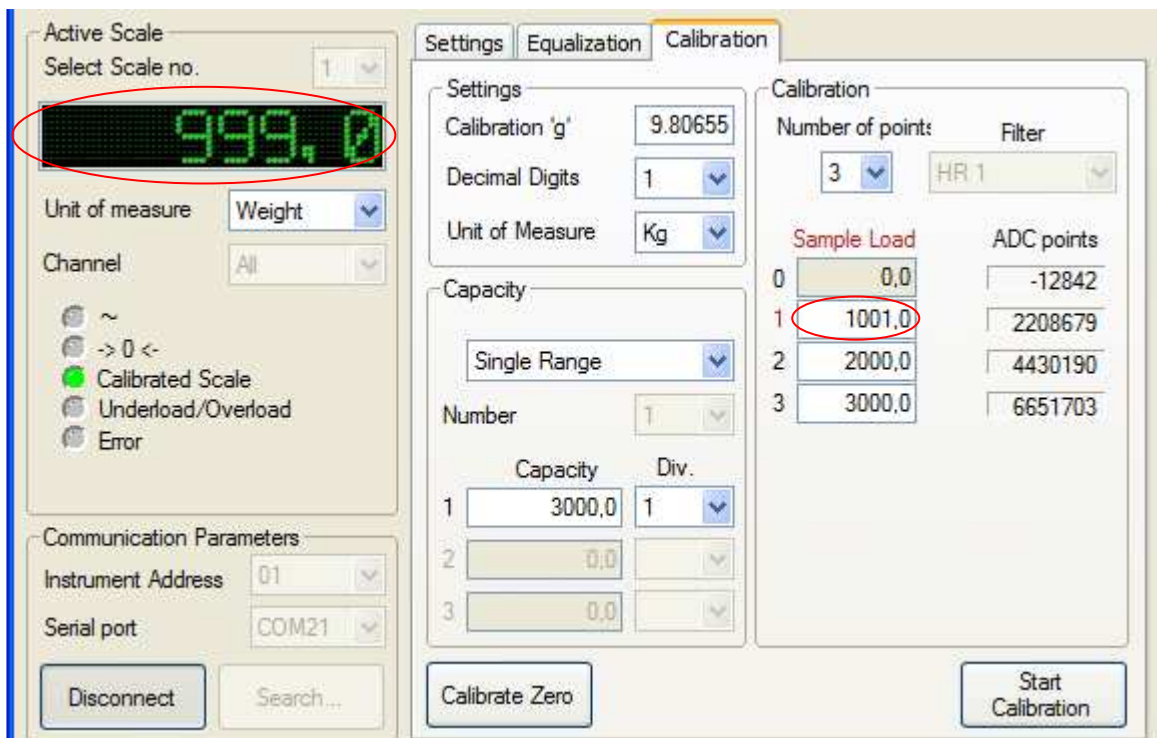 Active Scale
Select Scale no. 1
999,0
Unit of measure Weight
Channel All
~
-> 0 <-
Calibrated Scale
Underload/Overload
Error
Communication Parameters
Instrument Address 01
Serial port COM21
Disconnect Search...
Settings Equalization Calibration
Settings
Calibration 'g' 9.80655
Decimal Digits 1
Unit of Measure Kg
Capacity
Single Range
Number 1
Capacity Div.
1 3000,0 1
2 0,0
3 0,0
Calibrate Zero
Calibration
Number of points Filter
3 HR 1
Sample Load ADC points
0 0,0 -12842
1 1001,0 2208679
2 2000,0 4430190
3 3000,0 6651703
Start
Calibration